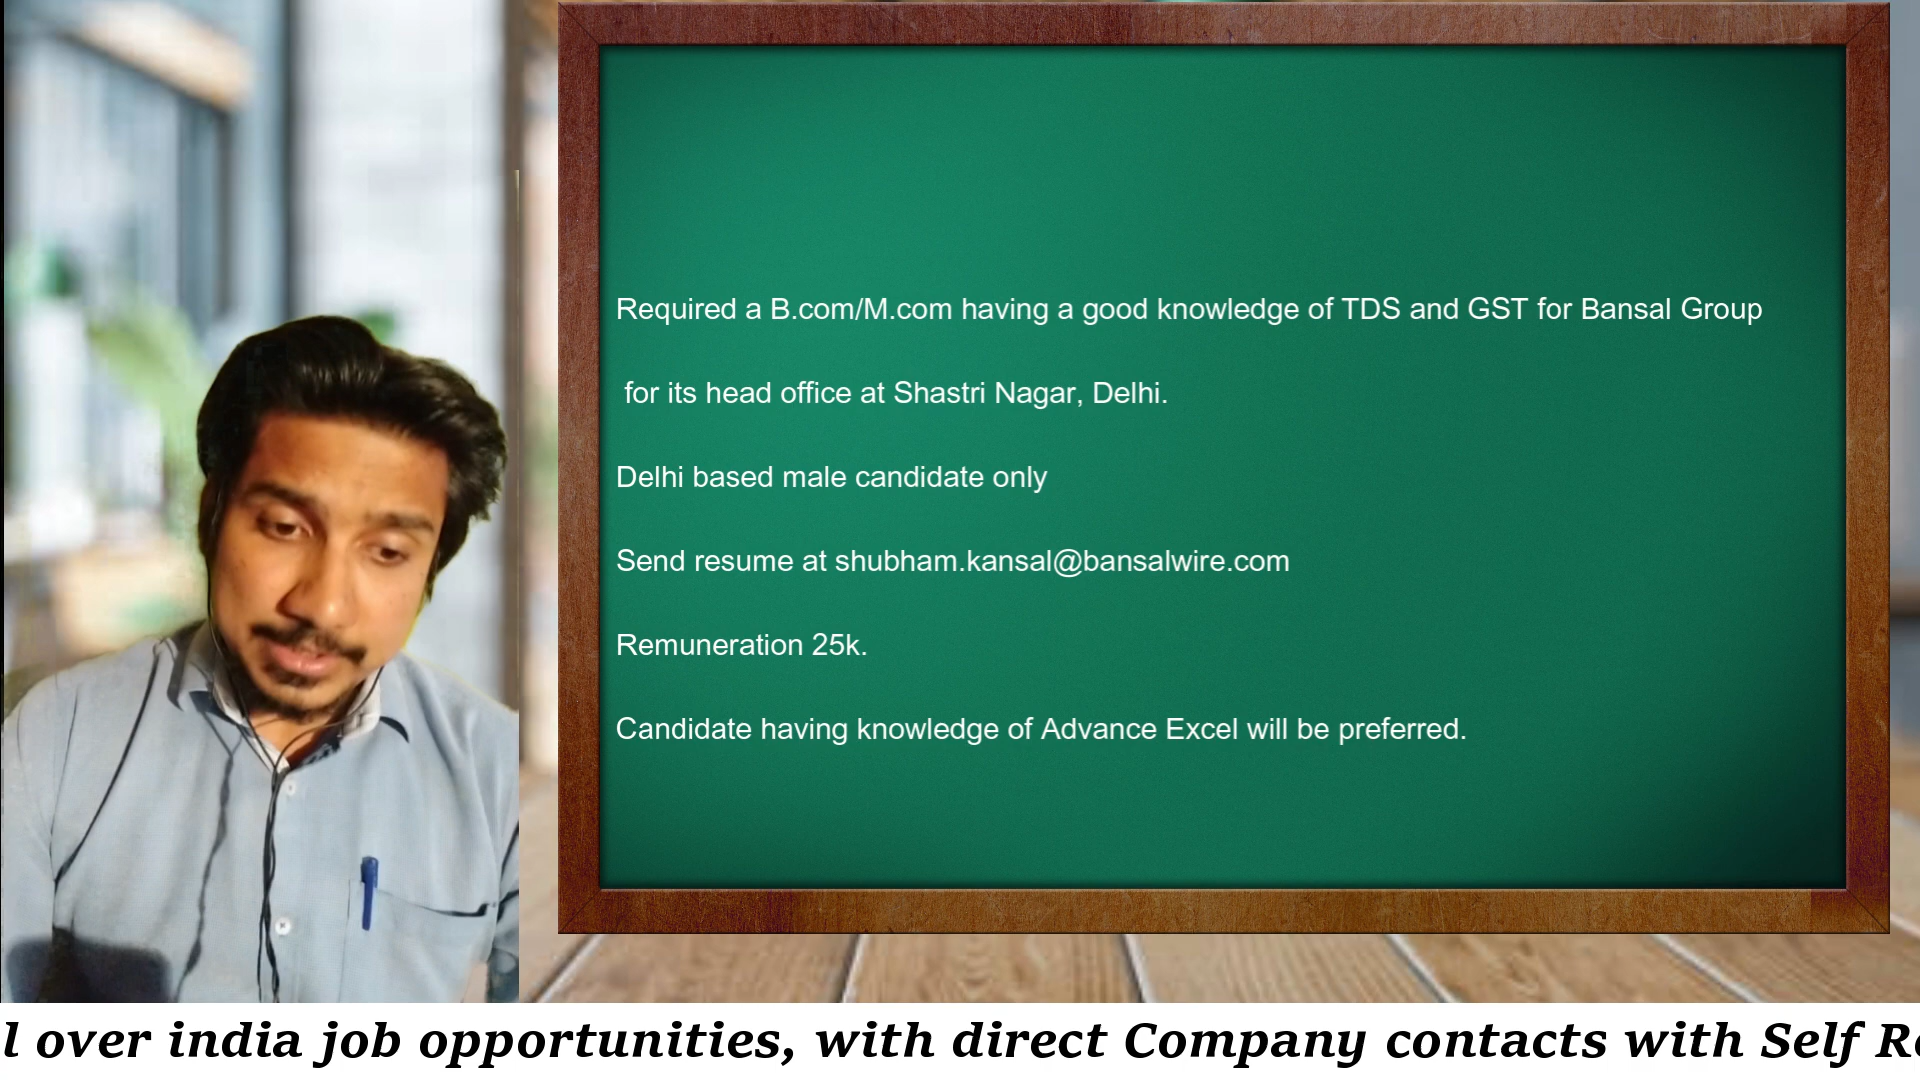 Required a B.com/M.com having a good knowledge of TDS and GST for Bansal Group
for its head office at Shastri Nagar, Delhi.
Delhi based male candidate only
Send resume at shubham.kansal@bansalwire.com
Remuneration 25k.
Candidate having knowledge of Advance Excel will be preferred.
over india job opportunities, with direct Company contacts with Self